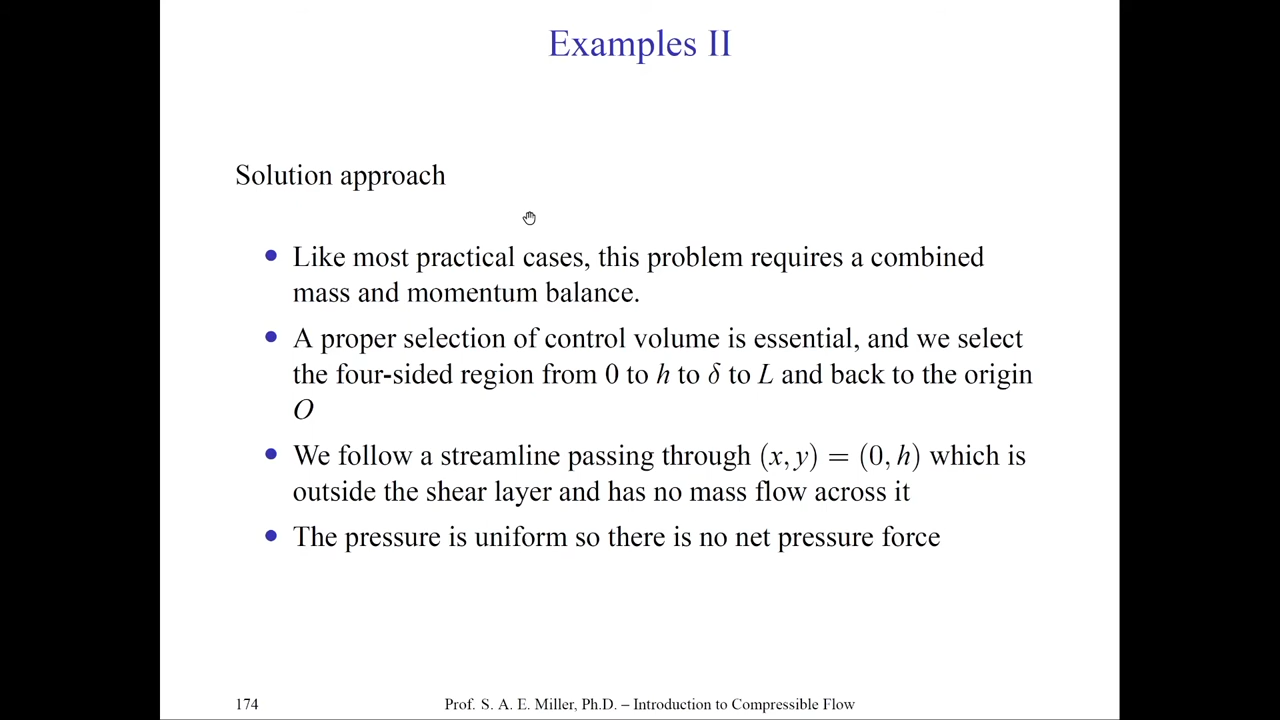 Examples II
Solution approach
• Like most practical cases, this problem requires a combined
mass and momentum balance.
• A proper selection of control volume is essential, and we select
the four-sided region from 0 to h to δ to L and back to the origin
O
• We follow a streamline passing through (x, y) = (0, h) which is
outside the shear layer and has no mass flow across it
• The pressure is uniform so there is no net pressure force
174 Prof. S. A. E. Miller, Ph.D. – Introduction to Compressible Flow